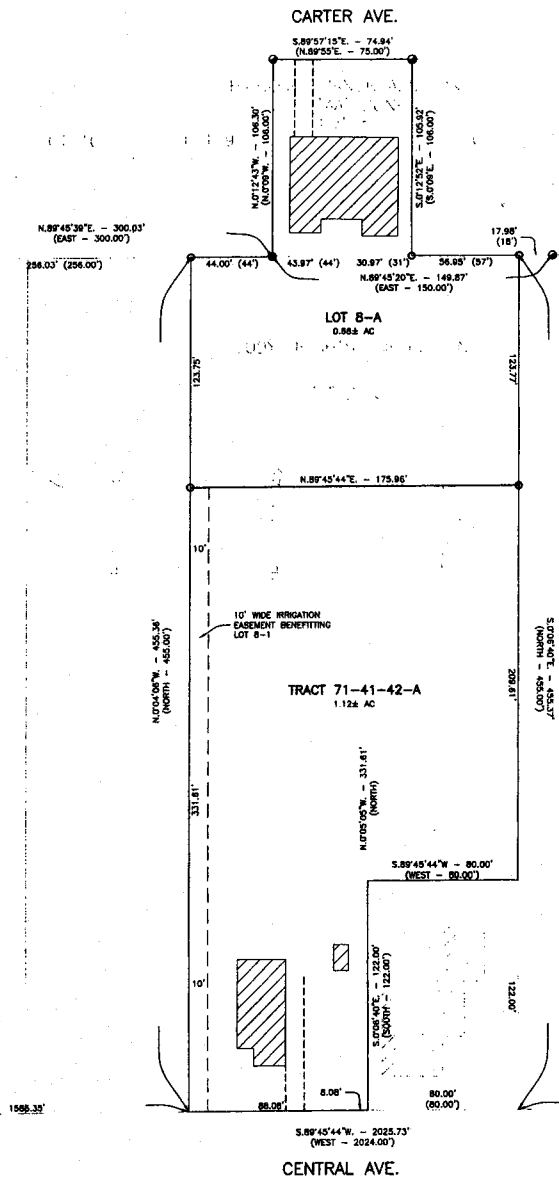 CARTER AVE.
S.89°57'15"E. - 74.94'
(N.89°55'E. - 75.00')
N.0°12'43"W. - 106.30'
(N.0°09'W. - 106.00')
S.0°12'52"E. - 105.92'
(S.0°09'E. - 106.00')
N.89°45'39"E. - 300.03'
(EAST - 300.00')
17.98'
(18')
256.03' (256.00')
44.00' (44')
43.97' (44')
30.97' (31')
56.95' (57')
N.89°45'20"E. - 149.87'
(EAST - 150.00')
LOT 8-A
0.88± AC
123.75'
123.77'
N.89°45'44"E. - 175.96'
10'
10' WIDE IRRIGATION
EASEMENT BENEFITTING
LOT 8-1
N.0°04'06"W. - 455.36'
(NORTH - 455.00')
S.0°06'40"E. - 455.37'
(NORTH - 455.00')
209.61'
TRACT 71-41-42-A
1.12± AC
331.61'
N.0°05'05"W. - 331.61'
(NORTH)
S.89°45'44"W - 80.00'
(WEST - 80.00')
10'
S.0°06'40"E. - 122.00'
(SOUTH - 122.00')
122.00'
1566.35'
88.08'
8.08'
80.00'
(80.00')
S.89°45'44"W. - 2025.73'
(WEST - 2024.00')
CENTRAL AVE.